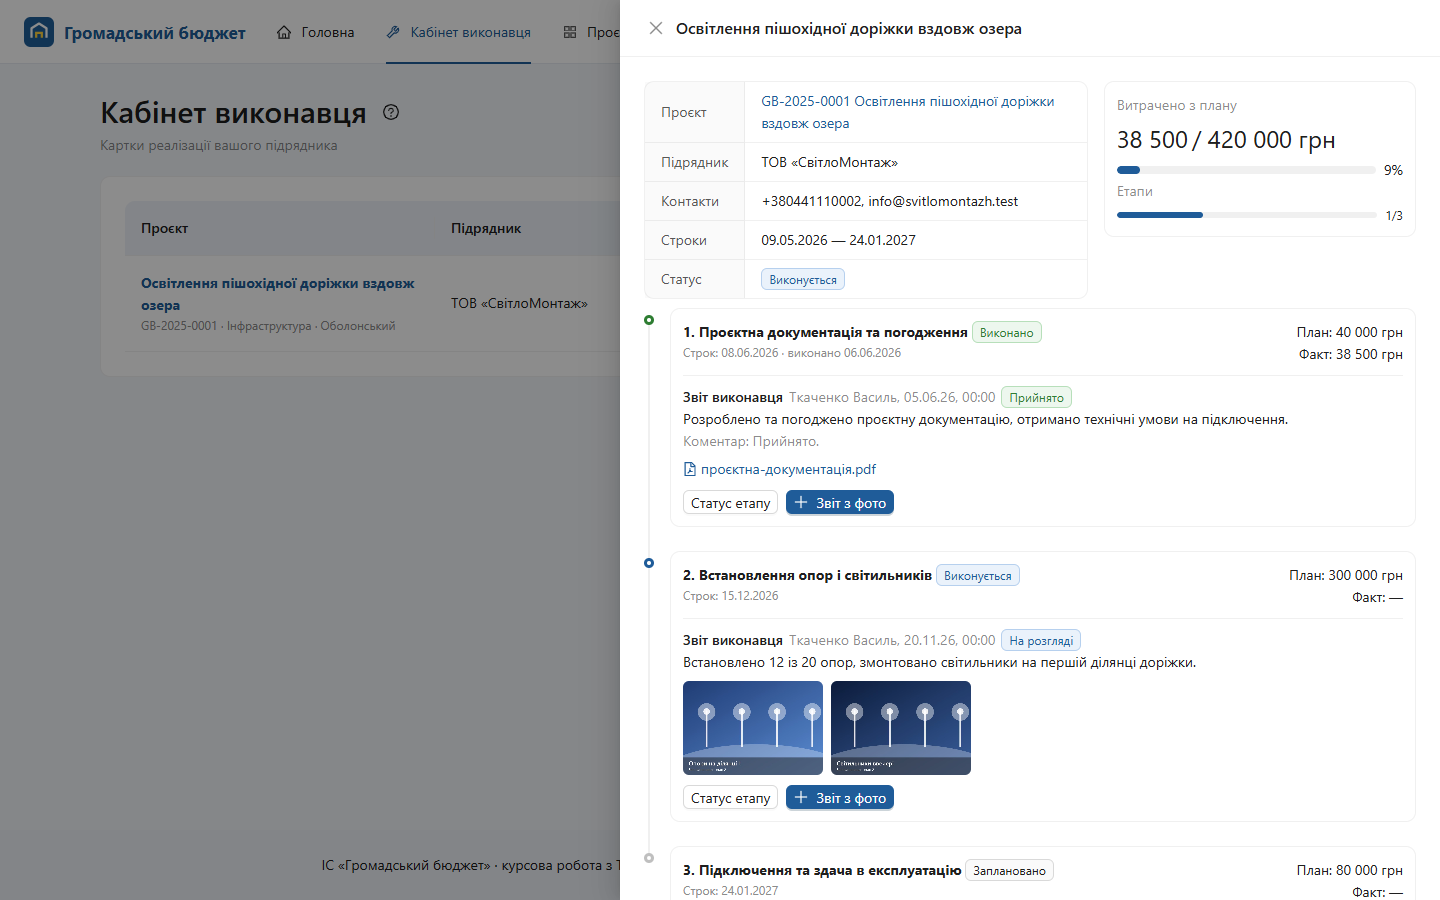 Громадський бюджет
Головна
Кабінет виконавця
Проє
Кабінет виконавця
Картки реалізації вашого підрядника
Проєкт
Підрядник
Освітлення пішохідної доріжки вздовж озера
GB-2025-0001 · Інфраструктура · Оболонський
ТОВ «СвітлоМонтаж»
ІС «Громадський бюджет» · курсова робота з Т
Освітлення пішохідної доріжки вздовж озера
Проєкт
GB-2025-0001 Освітлення пішохідної доріжки
вздовж озера
Підрядник
ТОВ «СвітлоМонтаж»
Контакти
+380441110002, info@svitlomontazh.test
Строки
09.05.2026 — 24.01.2027
Статус
Виконується
Витрачено з плану
38 500 / 420 000 грн
9%
Етапи
1/3
1. Проєктна документація та погодження Виконано
Строк: 08.06.2026 · виконано 06.06.2026
План: 40 000 грн
Факт: 38 500 грн
Звіт виконавця Ткаченко Василь, 05.06.26, 00:00 Прийнято
Розроблено та погоджено проєктну документацію, отримано технічні умови на підключення.
Коментар: Прийнято.
проєктна-документація.pdf
Статус етапу
Звіт з фото
2. Встановлення опор і світильників Виконується
Строк: 15.12.2026
План: 300 000 грн
Факт: —
Звіт виконавця Ткаченко Василь, 20.11.26, 00:00 На розгляді
Встановлено 12 із 20 опор, змонтовано світильники на першій ділянці доріжки.
Статус етапу
Звіт з фото
3. Підключення та здача в експлуатацію Заплановано
Строк: 24.01.2027
План: 80 000 грн
Факт: —